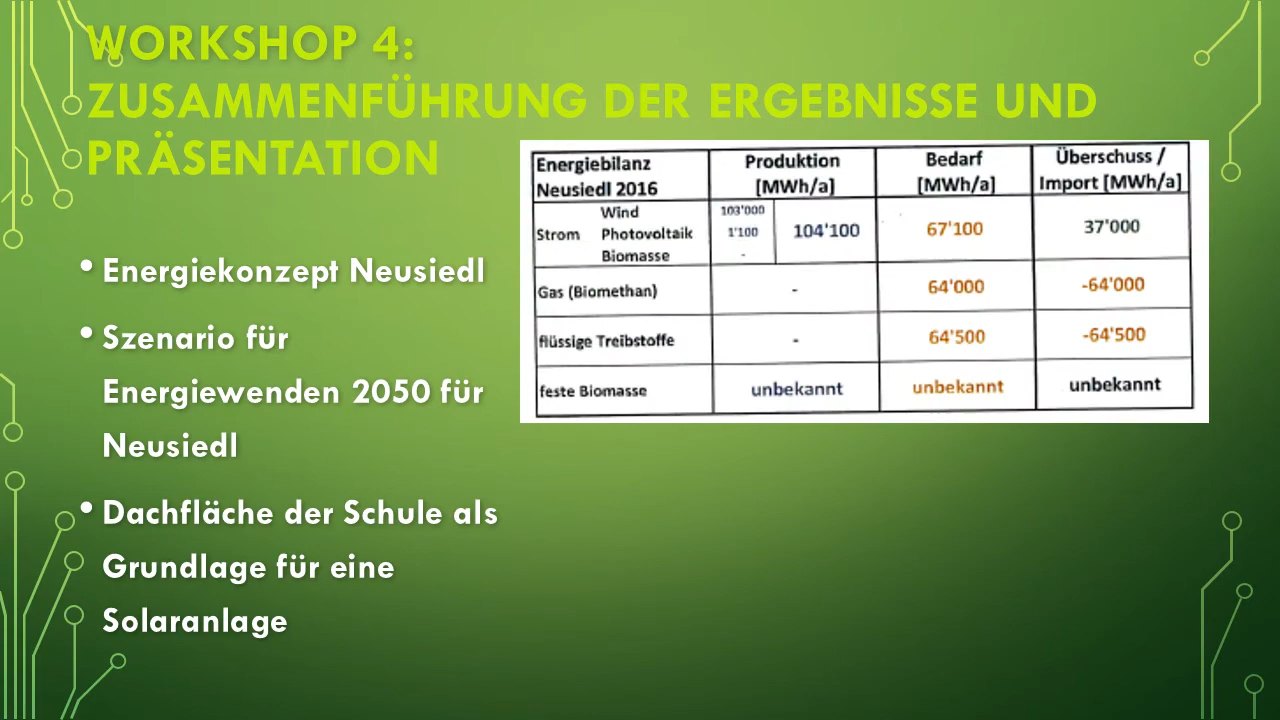 WORKSHOP 4:
ZUSAMMENFÜHRUNG DER ERGEBNISSE UND
PRÄSENTATION
• Energiekonzept Neusiedl
• Szenario für
Energiewenden 2050 für
Neusiedl
• Dachfläche der Schule als
Grundlage für eine
Solaranlage
Energiebilanz Neusiedl 2016 Produktion [MWh/a] Bedarf [MWh/a] Überschuss / Import [MWh/a]
Wind 103'000
Strom Photovoltaik 1'100 104'100 67'100 37'000
Biomasse -
Gas (Biomethan) - 64'000 -64'000
flüssige Treibstoffe - 64'500 -64'500
feste Biomasse unbekannt unbekannt unbekannt